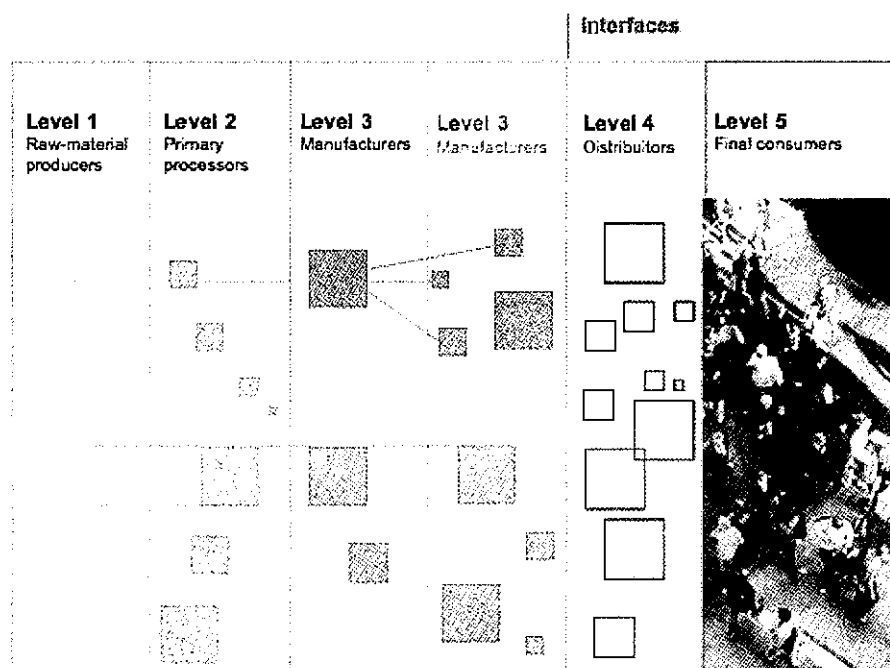 Interfaces
Level 1
Raw-material
producers
Level 2
Primary
processors
Level 3
Manufacturers
Level 3
Manufacturers
Level 4
Distributors
Level 5
Final consumers